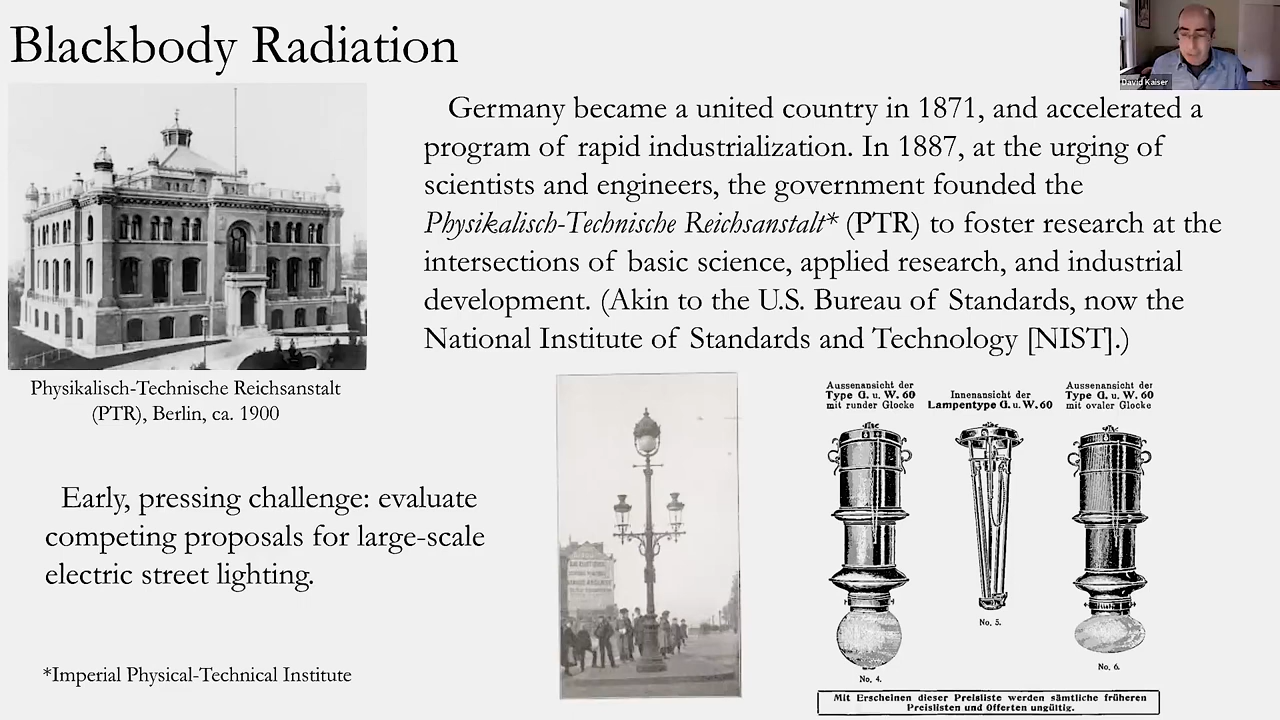 Blackbody Radiation
David Kaiser
Germany became a united country in 1871, and accelerated a
program of rapid industrialization. In 1887, at the urging of
scientists and engineers, the government founded the
Physikalisch-Technische Reichsanstalt* (PTR) to foster research at the
intersections of basic science, applied research, and industrial
development. (Akin to the U.S. Bureau of Standards, now the
National Institute of Standards and Technology [NIST].)
Physikalisch-Technische Reichsanstalt
(PTR), Berlin, ca. 1900
Early, pressing challenge: evaluate
competing proposals for large-scale
electric street lighting.
*Imperial Physical-Technical Institute
Aussenansicht der
Type G. u. W. 60
mit runder Glocke
Innenansicht der
Lampentype G. u. W. 60
Aussenansicht der
Type G. u. W. 60
mit ovaler Glocke
No. 4.
No. 5.
No. 6.
Mit Erscheinen dieser Preisliste werden sämtliche früheren
Preislisten und Offerten ungültig.